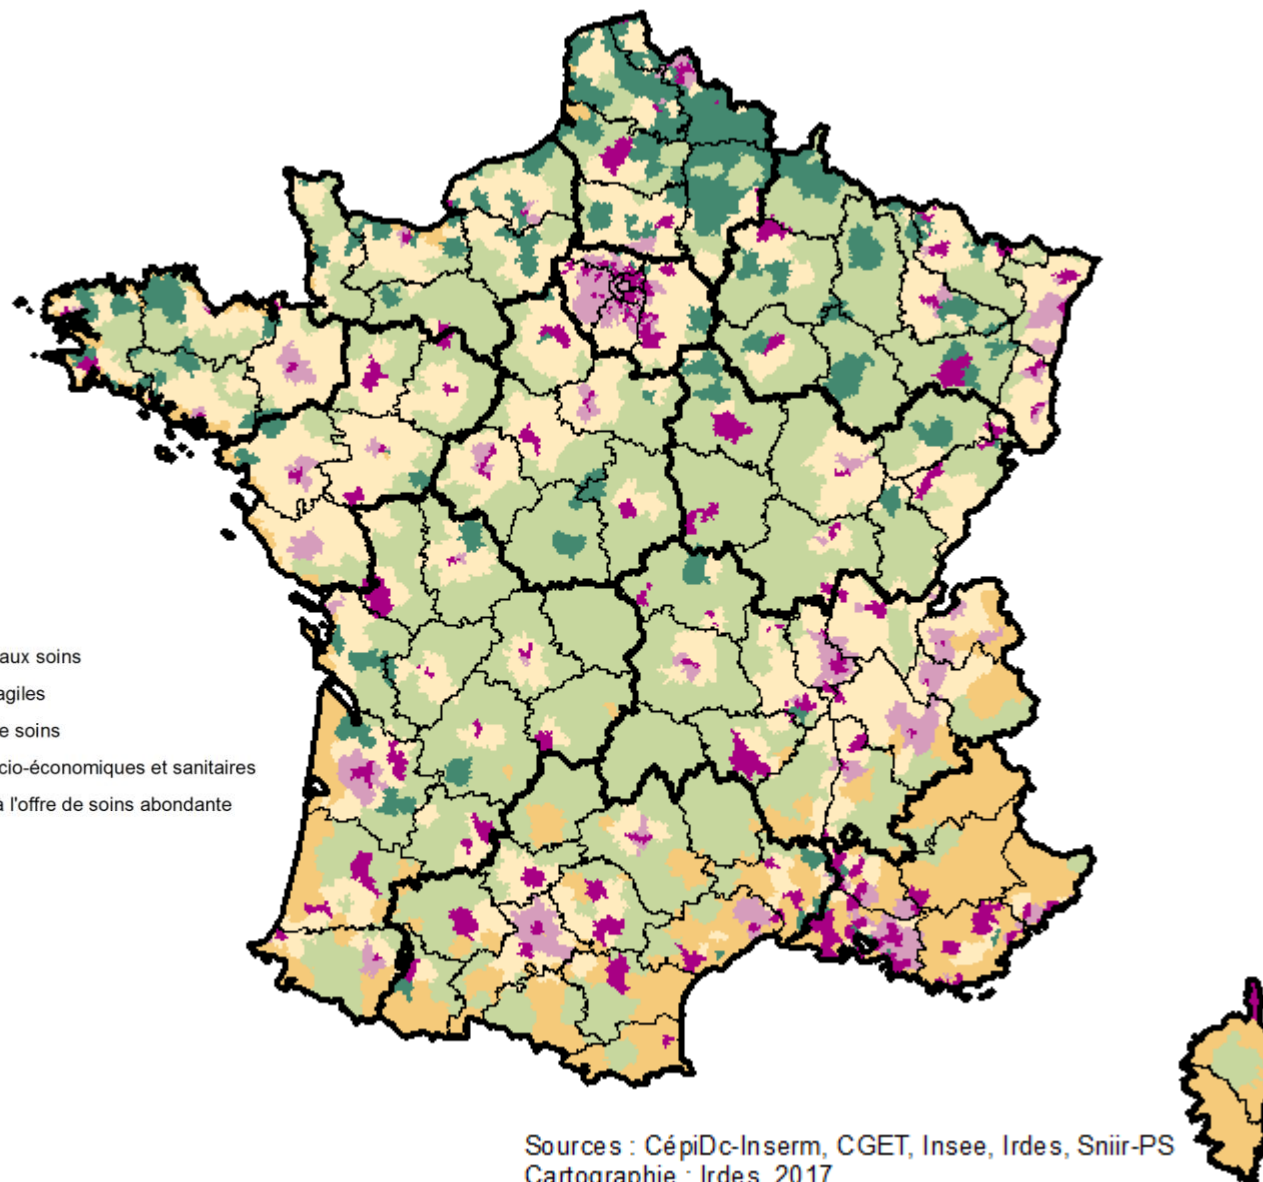 aux soins
agiles
e soins
cio-économiques et sanitaires
à l'offre de soins abondante
Sources : CépiDc-Inserm, CGET, Insee, Irdes, Sniir-PS
Cartographie : Irdes, 2017